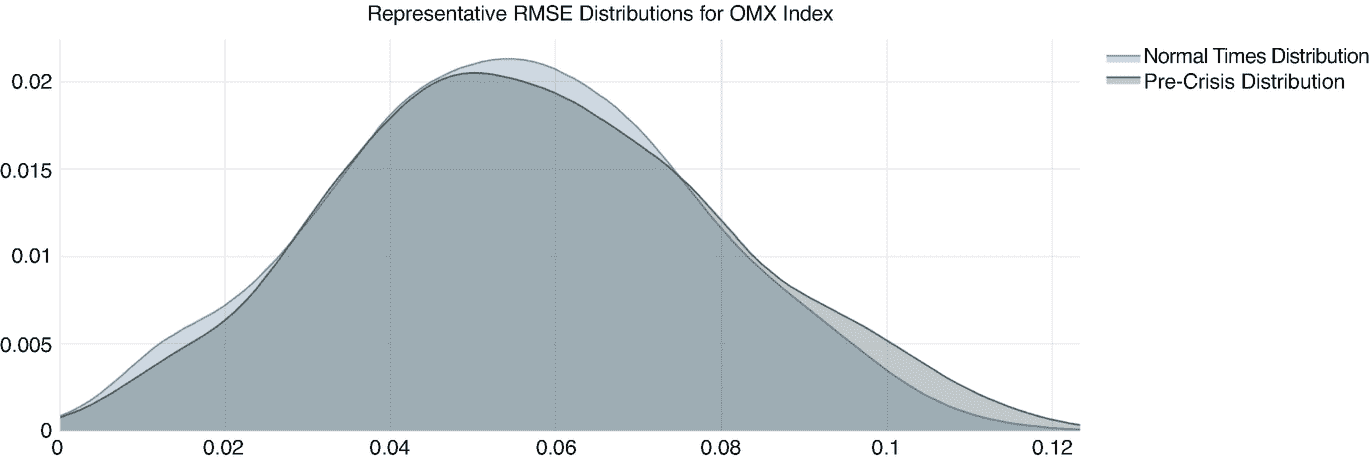 Representative RMSE Distributions for OMX Index
Normal Times Distribution
Pre-Crisis Distribution
0.02
0.015
0.01
0.005
0
0 0.02 0.04 0.06 0.08 0.1 0.12